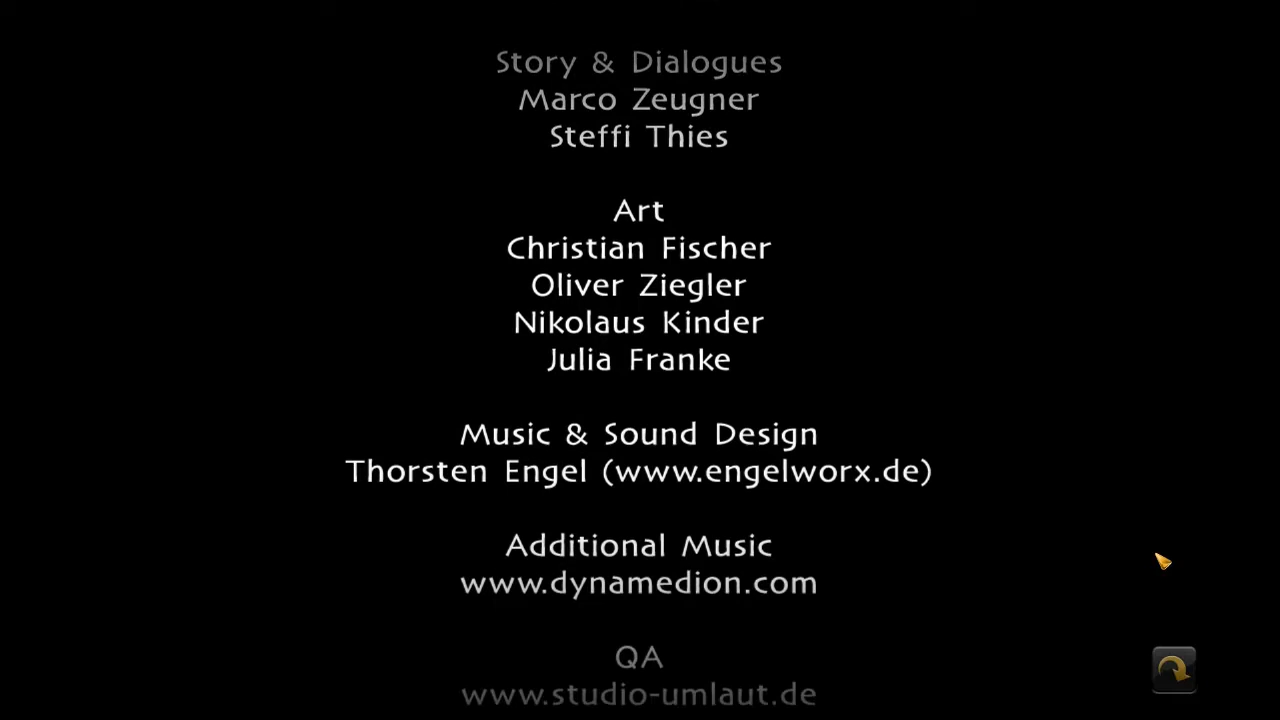 Story & Dialogues
Marco Zeugner
Steffi Thies
Art
Christian Fischer
Oliver Ziegler
Nikolaus Kinder
Julia Franke
Music & Sound Design
Thorsten Engel (www.engelworx.de)
Additional Music
www.dynamedion.com
QA
www.studio-umlaut.de